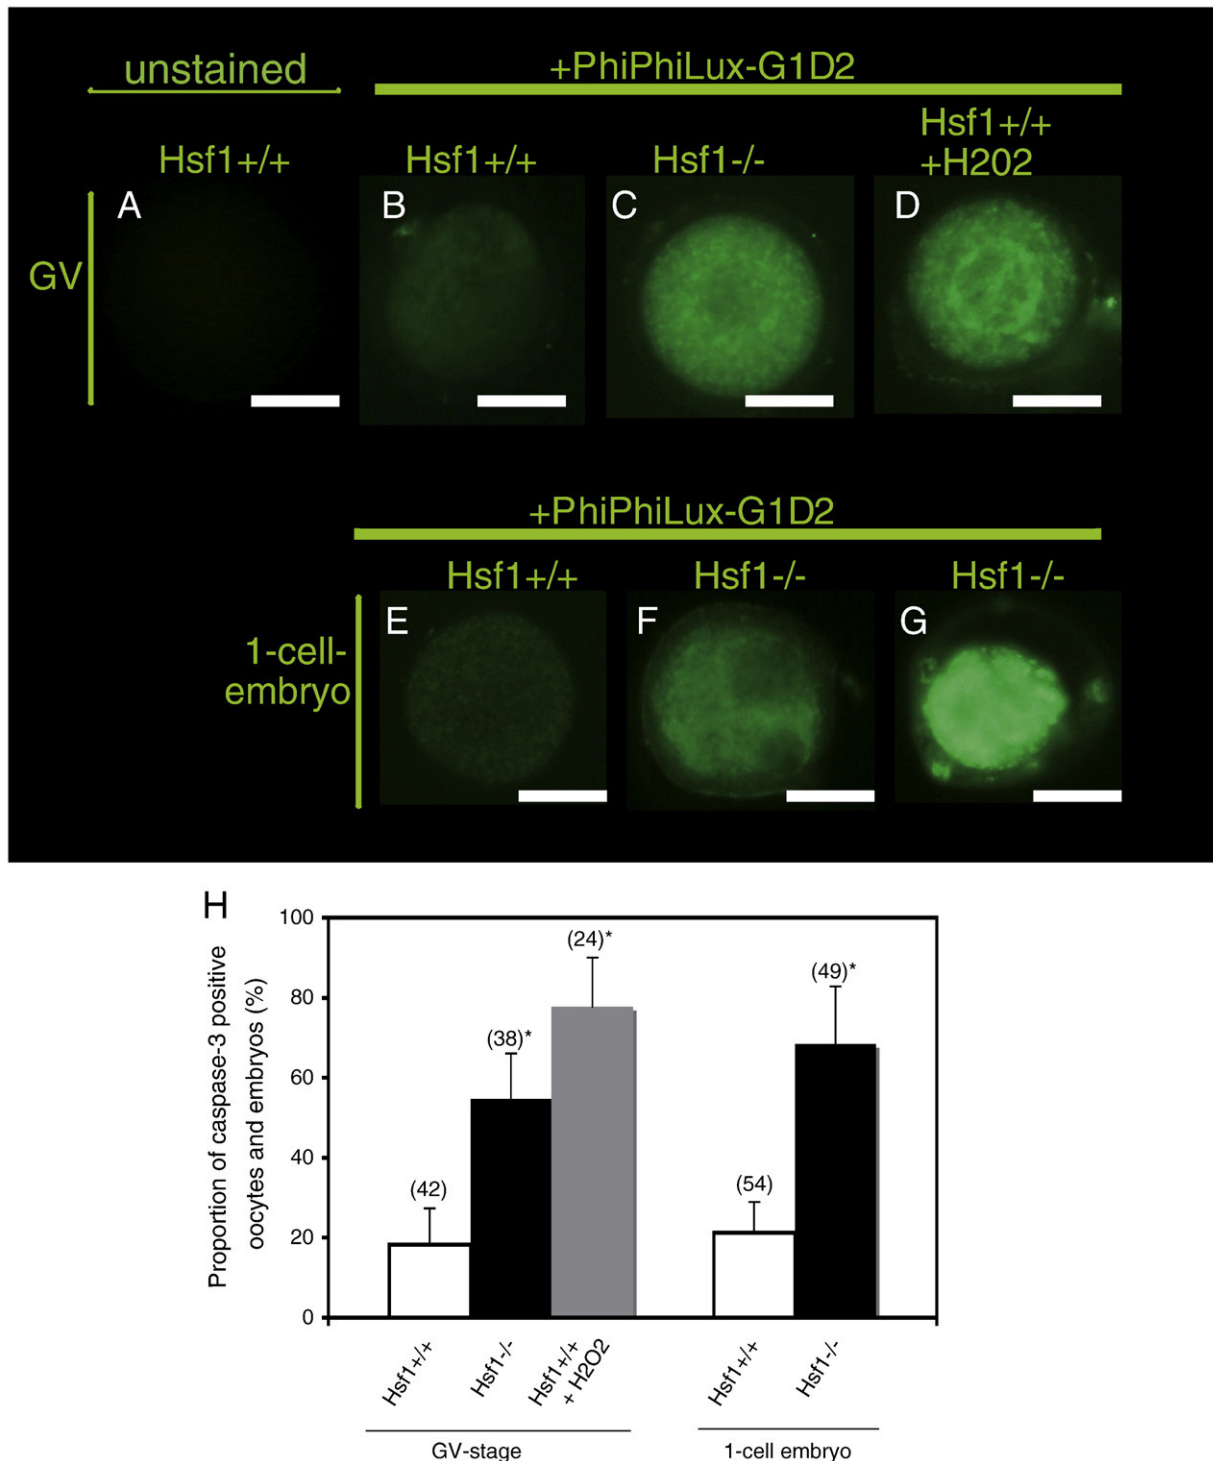 unstained
+PhiPhiLux-G1D2
Hsf1+/+
Hsf1+/+
Hsf1-/-
Hsf1+/+
+H202
GV
A
B
C
D
+PhiPhiLux-G1D2
Hsf1+/+
Hsf1-/-
Hsf1-/-
1-cell-
embryo
E
F
G
H
Proportion of caspase-3 positive
oocytes and embryos (%)
100
80
60
40
20
0
(42)
(38)*
(24)*
(54)
(49)*
Hsf1+/+
Hsf1-/-
Hsf1+/+
+ H2O2
Hsf1+/+
Hsf1-/-
GV-stage
1-cell embryo